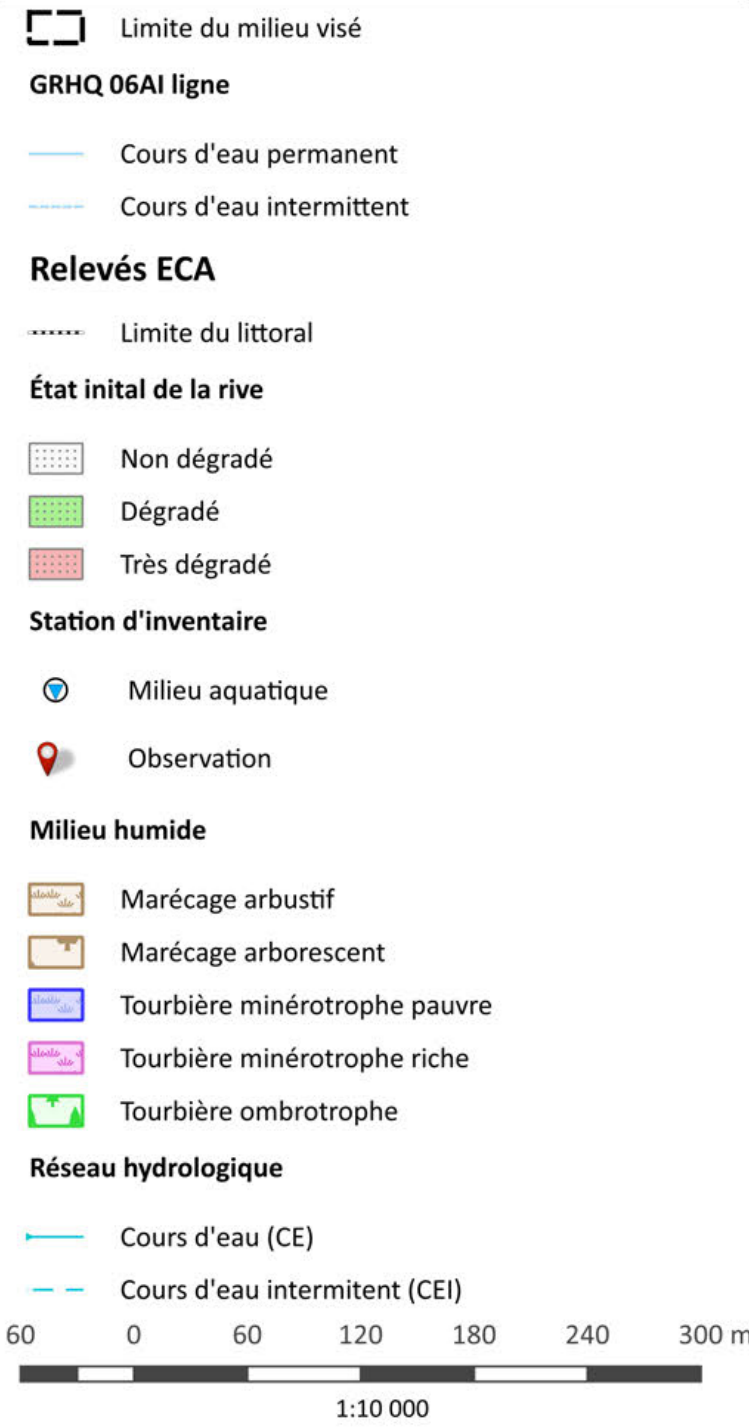 Limite du milieu visé
GRHQ 06AI ligne
Cours d'eau permanent
Cours d'eau intermittent
Relevés ECA
Limite du littoral
État inital de la rive
Non dégradé
Dégradé
Très dégradé
Station d'inventaire
Milieu aquatique
Observation
Milieu humide
Marécage arbustif
Marécage arborescent
Tourbière minérotrophe pauvre
Tourbière minérotrophe riche
Tourbière ombrotrophe
Réseau hydrologique
Cours d'eau (CE)
Cours d'eau intermitent (CEI)
60 0 60 120 180 240 300 m
1:10 000